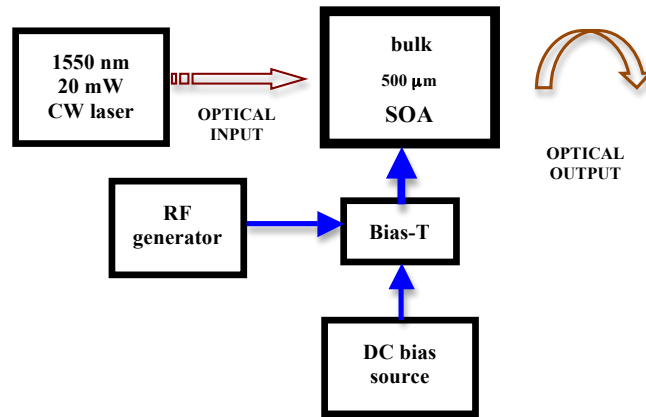 1550 nm
20 mW
CW laser
OPTICAL
INPUT
bulk
500 μm
SOA
OPTICAL
OUTPUT
RF
generator
Bias-T
DC bias
source